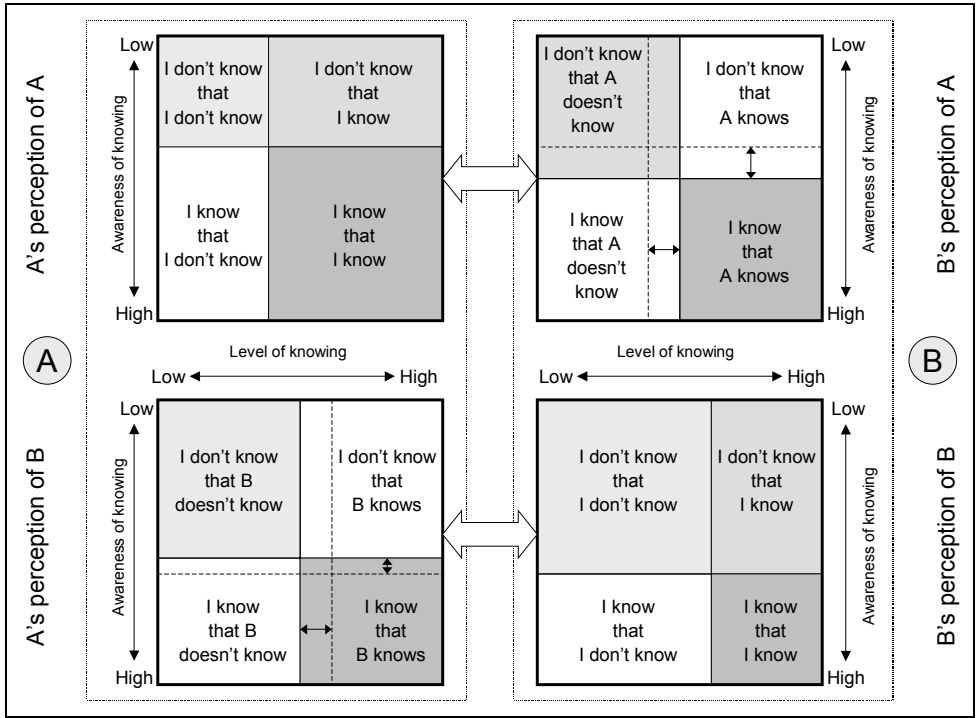 A's perception of A
Awareness of knowing
Low
High
I don't know
that
I don't know
I don't know
that
I know
I know
that
I don't know
I know
that
I know
I don't know
that A
doesn't
know
I don't know
that
A knows
I know
that A
doesn't
know
I know
that
A knows
Low
High
Awareness of knowing
B's perception of A
A
Level of knowing
Low
High
Level of knowing
Low
High
B
A's perception of B
Awareness of knowing
Low
High
I don't know
that B
doesn't know
I don't know
that
B knows
I know
that B
doesn't know
I know
that
B knows
I don't know
that
I don't know
I don't know
that
I know
I know
that
I don't know
I know
that
I know
Low
High
Awareness of knowing
B's perception of B